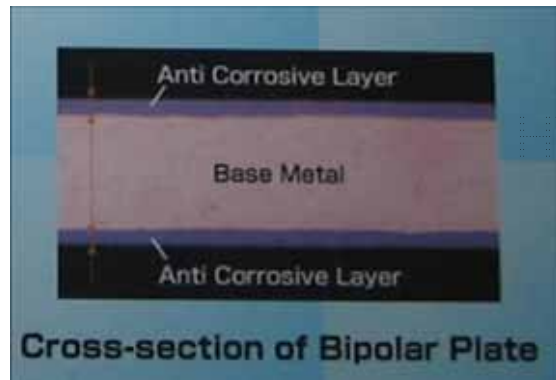 Anti Corrosive Layer
Base Metal
Anti Corrosive Layer
Cross-section of Bipolar Plate